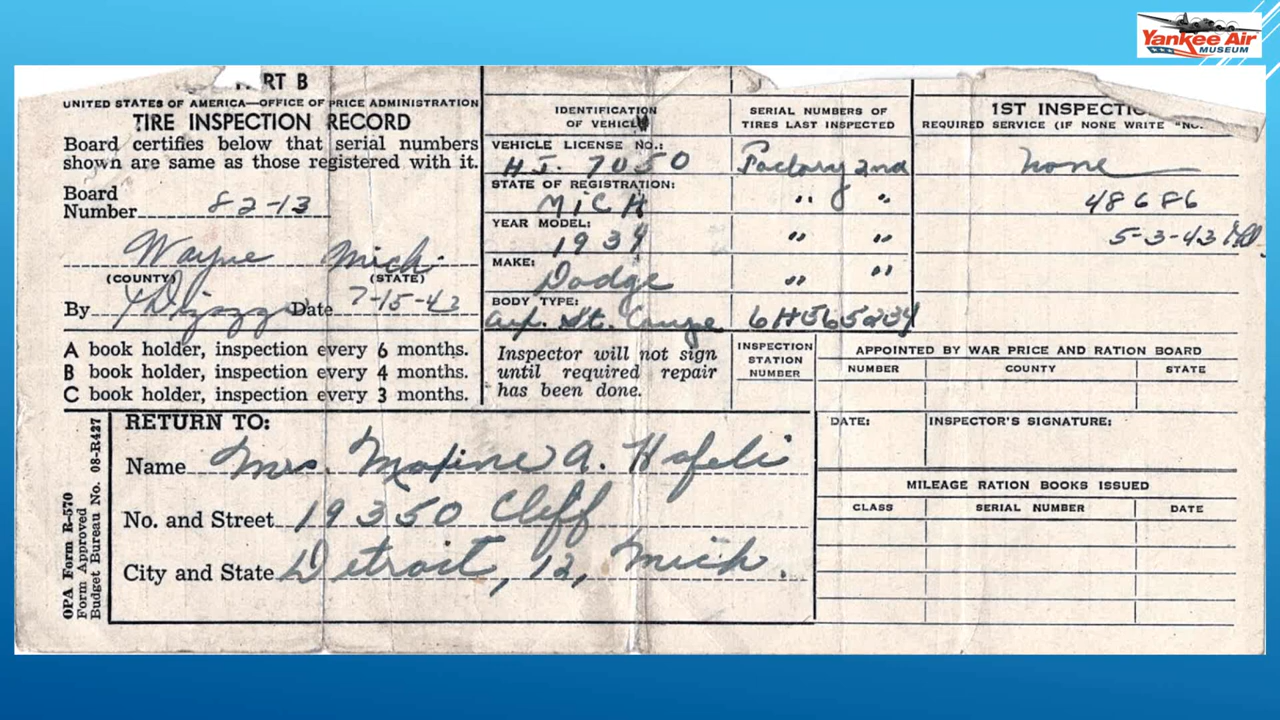 Yankee Air
MUSEUM
RT B
UNITED STATES OF AMERICA—OFFICE OF PRICE ADMINISTRATION
TIRE INSPECTION RECORD
Board certifies below that serial numbers
shown are same as those registered with it.
Board
Number 82-13
Wayne Mich.
(COUNTY) (STATE)
By Date 7-15-42
A book holder, inspection every 6 months.
B book holder, inspection every 4 months.
C book holder, inspection every 3 months.
IDENTIFICATION
OF VEHICLE
VEHICLE LICENSE NO.:
H J. 7050
STATE OF REGISTRATION:
MICH
YEAR MODEL:
1934
MAKE:
Dodge
BODY TYPE:
St. Coupe
Inspector will not sign
until required repair
has been done.
SERIAL NUMBERS OF
TIRES LAST INSPECTED
Factory 2nd
" "
" "
" "
6H565234
1ST INSPECTIO
REQUIRED SERVICE (IF NONE WRITE "NO
none
48686
5-3-43
INSPECTION
STATION
NUMBER
APPOINTED BY WAR PRICE AND RATION BOARD
NUMBER COUNTY STATE
DATE: INSPECTOR'S SIGNATURE:
MILEAGE RATION BOOKS ISSUED
CLASS SERIAL NUMBER DATE
OPA Form R-570
Form Approved
Budget Bureau No. 08-R427
RETURN TO:
Name Mrs. Maxine A. Hafeli
No. and Street 19350 Cliff
City and State Detroit, 12, Mich.